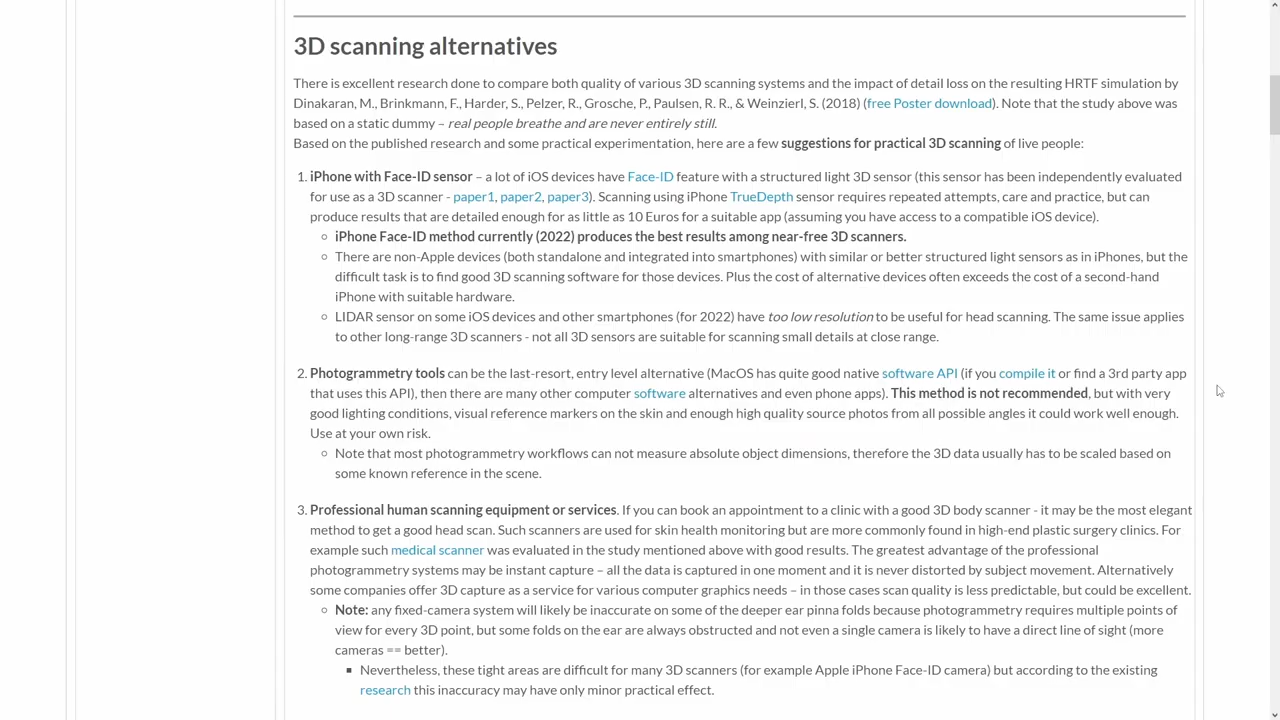 3D scanning alternatives
There is excellent research done to compare both quality of various 3D scanning systems and the impact of detail loss on the resulting HRTF simulation by
Dinakaran, M., Brinkmann, F., Harder, S., Pelzer, R., Grosche, P., Paulsen, R. R., & Weinzierl, S. (2018) (free Poster download). Note that the study above was
based on a static dummy – real people breathe and are never entirely still.
Based on the published research and some practical experimentation, here are a few suggestions for practical 3D scanning of live people:
1. iPhone with Face-ID sensor – a lot of iOS devices have Face-ID feature with a structured light 3D sensor (this sensor has been independently evaluated
for use as a 3D scanner - paper1, paper2, paper3). Scanning using iPhone TrueDepth sensor requires repeated attempts, care and practice, but can
produce results that are detailed enough for as little as 10 Euros for a suitable app (assuming you have access to a compatible iOS device).
◦ iPhone Face-ID method currently (2022) produces the best results among near-free 3D scanners.
◦ There are non-Apple devices (both standalone and integrated into smartphones) with similar or better structured light sensors as in iPhones, but the
difficult task is to find good 3D scanning software for those devices. Plus the cost of alternative devices often exceeds the cost of a second-hand
iPhone with suitable hardware.
◦ LIDAR sensor on some iOS devices and other smartphones (for 2022) have too low resolution to be useful for head scanning. The same issue applies
to other long-range 3D scanners - not all 3D sensors are suitable for scanning small details at close range.
2. Photogrammetry tools can be the last-resort, entry level alternative (MacOS has quite good native software API (if you compile it or find a 3rd party app
that uses this API), then there are many other computer software alternatives and even phone apps). This method is not recommended, but with very
good lighting conditions, visual reference markers on the skin and enough high quality source photos from all possible angles it could work well enough.
Use at your own risk.
◦ Note that most photogrammetry workflows can not measure absolute object dimensions, therefore the 3D data usually has to be scaled based on
some known reference in the scene.
3. Professional human scanning equipment or services. If you can book an appointment to a clinic with a good 3D body scanner - it may be the most elegant
method to get a good head scan. Such scanners are used for skin health monitoring but are more commonly found in high-end plastic surgery clinics. For
example such medical scanner was evaluated in the study mentioned above with good results. The greatest advantage of the professional
photogrammetry systems may be instant capture – all the data is captured in one moment and it is never distorted by subject movement. Alternatively
some companies offer 3D capture as a service for various computer graphics needs – in those cases scan quality is less predictable, but could be excellent.
◦ Note: any fixed-camera system will likely be inaccurate on some of the deeper ear pinna folds because photogrammetry requires multiple points of
view for every 3D point, but some folds on the ear are always obstructed and not even a single camera is likely to have a direct line of sight (more
cameras == better).
▪ Nevertheless, these tight areas are difficult for many 3D scanners (for example Apple iPhone Face-ID camera) but according to the existing
research this inaccuracy may have only minor practical effect.